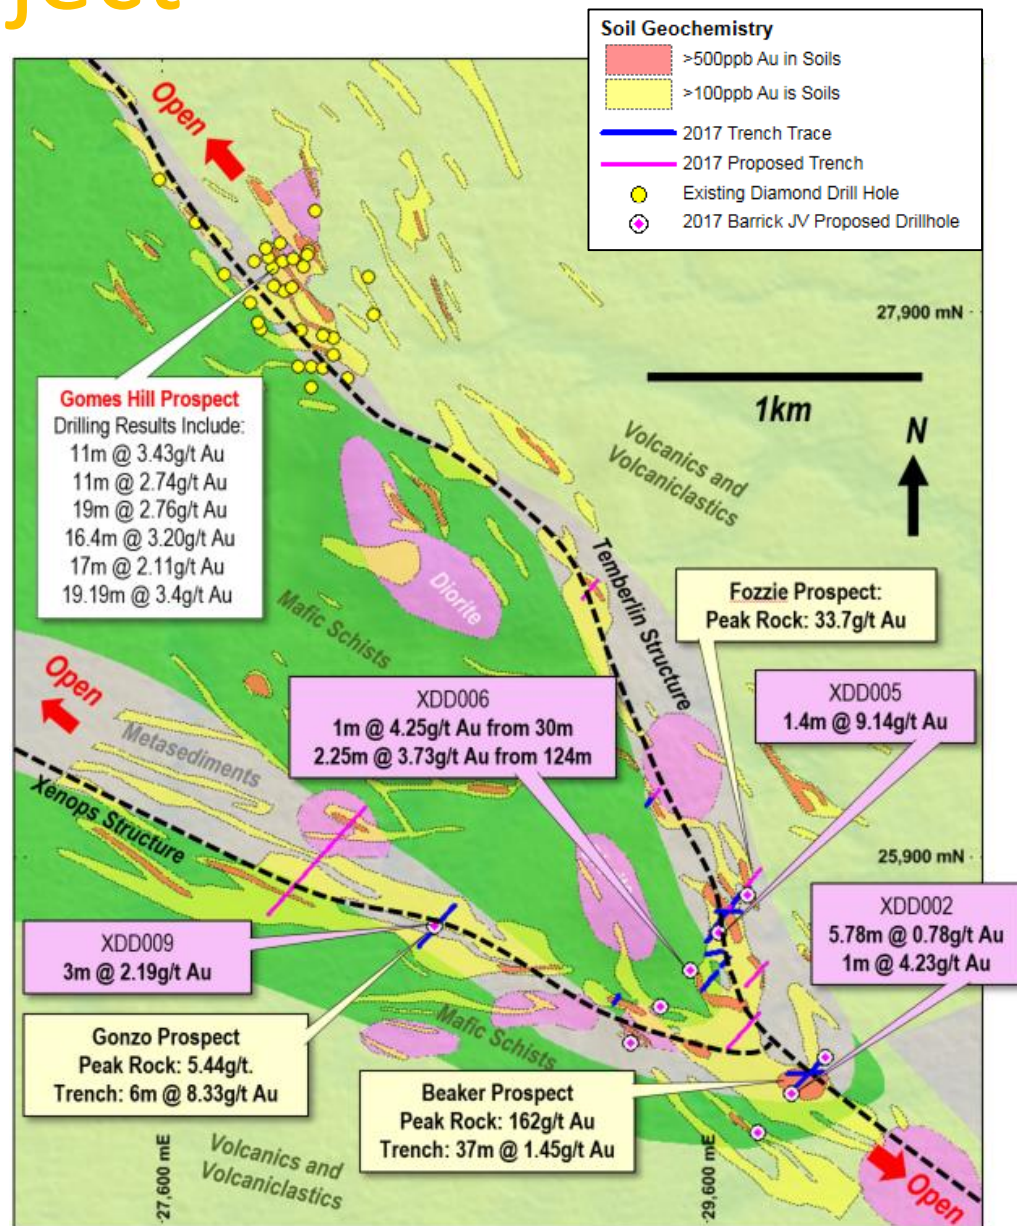 ject
Soil Geochemistry
>500ppb Au in Soils
>100ppb Au is Soils
2017 Trench Trace
2017 Proposed Trench
Existing Diamond Drill Hole
2017 Barrick JV Proposed Drillhole
Open
27,900 mN
1km
N
Gomes Hill Prospect
Drilling Results Include:
11m @ 3.43g/t Au
11m @ 2.74g/t Au
19m @ 2.76g/t Au
16.4m @ 3.20g/t Au
17m @ 2.11g/t Au
19.19m @ 3.4g/t Au
Volcanics and
Volcaniclastics
Temberlin Structure
Diorite
Mafic Schists
Fozzie Prospect:
Peak Rock: 33.7g/t Au
Open
Metasediments
XDD006
1m @ 4.25g/t Au from 30m
2.25m @ 3.73g/t Au from 124m
XDD005
1.4m @ 9.14g/t Au
Xenops Structure
25,900 mN
XDD009
3m @ 2.19g/t Au
XDD002
5.78m @ 0.78g/t Au
1m @ 4.23g/t Au
Gonzo Prospect
Peak Rock: 5.44g/t.
Trench: 6m @ 8.33g/t Au
Mafic Schists
Beaker Prospect
Peak Rock: 162g/t Au
Trench: 37m @ 1.45g/t Au
Volcanics and
Volcaniclastics
27,600 mE
29,600 mE
Open